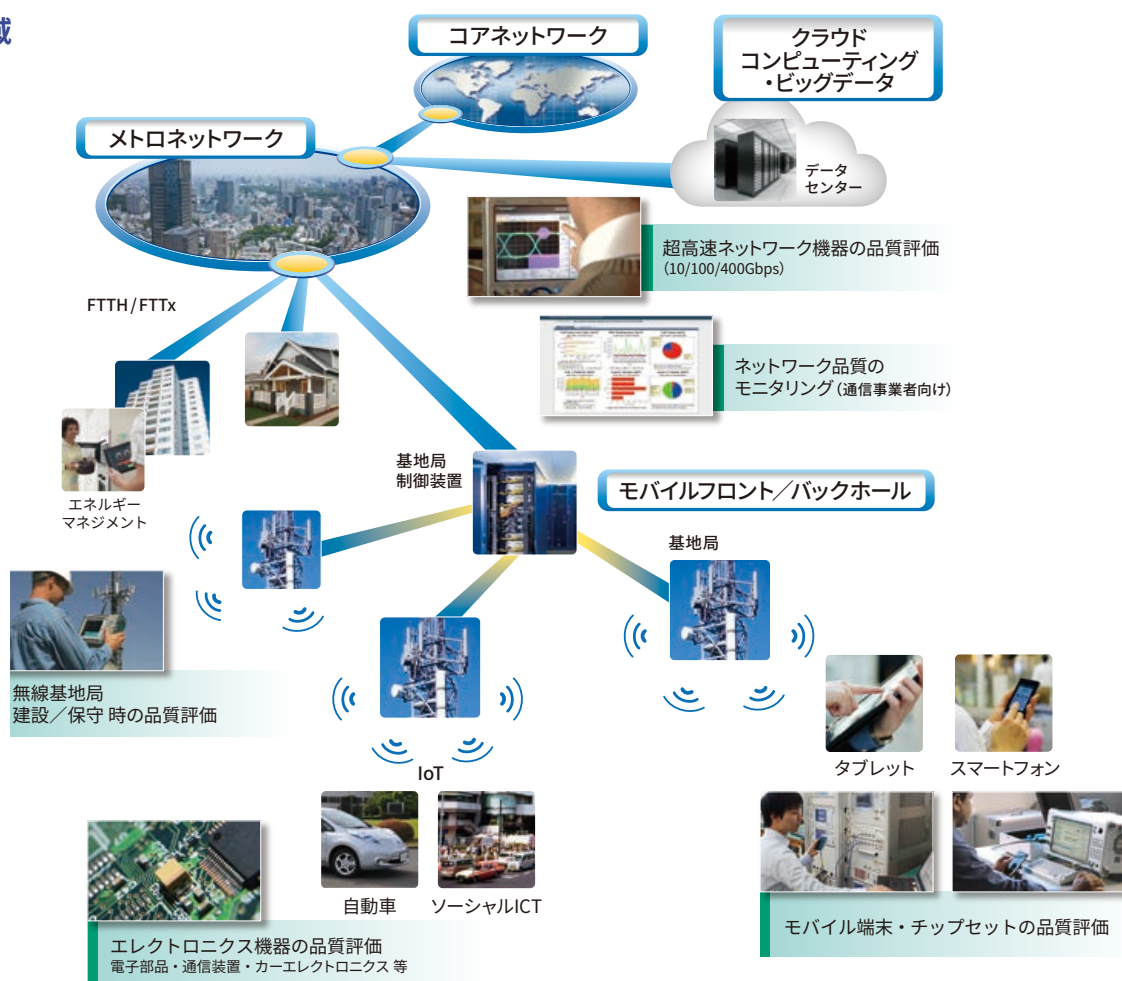 域
コアネットワーク
クラウド
コンピューティング
・ビッグデータ
メトロネットワーク
データ
センター
超高速ネットワーク機器の品質評価
（10/100/400Gbps）
FTTH/FTTx
ネットワーク品質の
モニタリング（通信事業者向け）
基地局
制御装置
モバイルフロント／バックホール
エネルギー
マネジメント
基地局
無線基地局
建設／保守 時の品質評価
タブレット
スマートフォン
IoT
自動車
ソーシャルICT
エレクトロニクス機器の品質評価
電子部品・通信装置・カーエレクトロニクス 等
モバイル端末・チップセットの品質評価